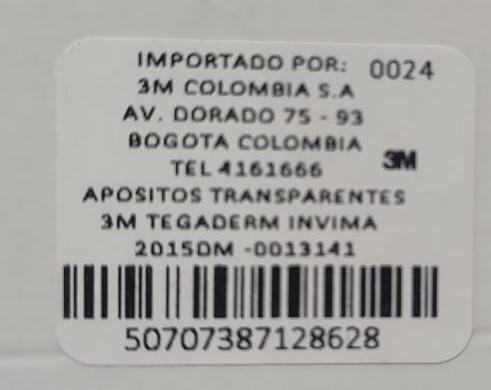 IMPORTADO POR: 0024
3M COLOMBIA S.A
AV. DORADO 75 - 93
BOGOTA COLOMBIA
TEL 4161666 3M
APOSITOS TRANSPARENTES
3M TEGADERM INVIMA
2015DM -0013141
50707387128628